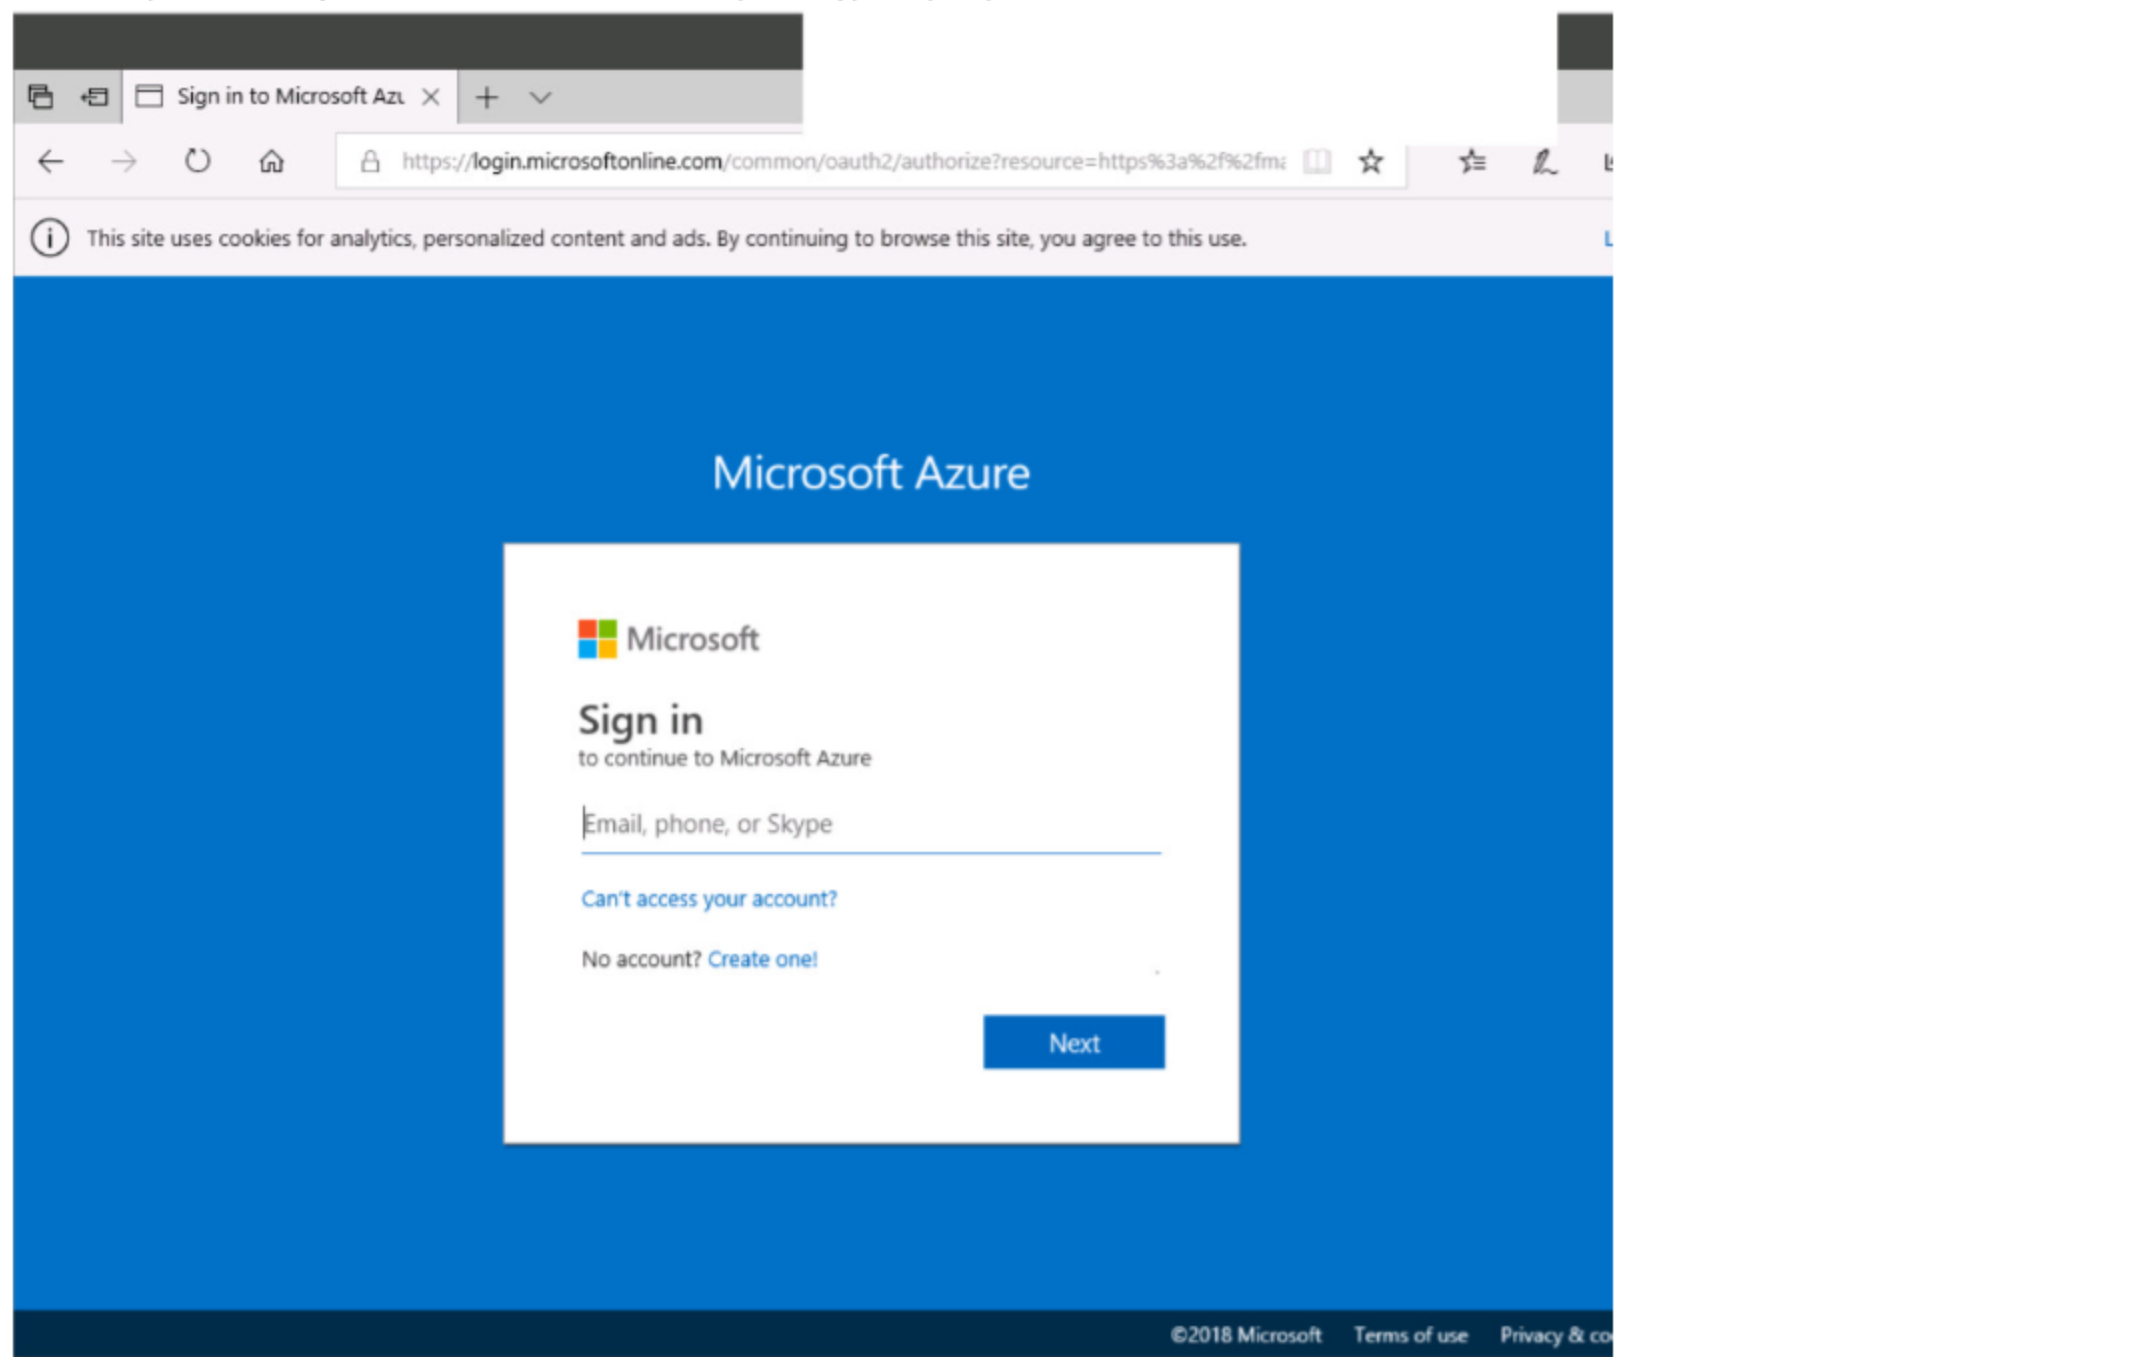 Sign in to Microsoft Azu
https://login.microsoftonline.com/common/oauth2/authorize?resource=https%3a%2f%2fma
This site uses cookies for analytics, personalized content and ads. By continuing to browse this site, you agree to this use.
L
Microsoft Azure
Microsoft
Sign in
to continue to Microsoft Azure
Email, phone, or Skype
Can't access your account?
No account? Create one!
Next
©2018 Microsoft Terms of use Privacy & co